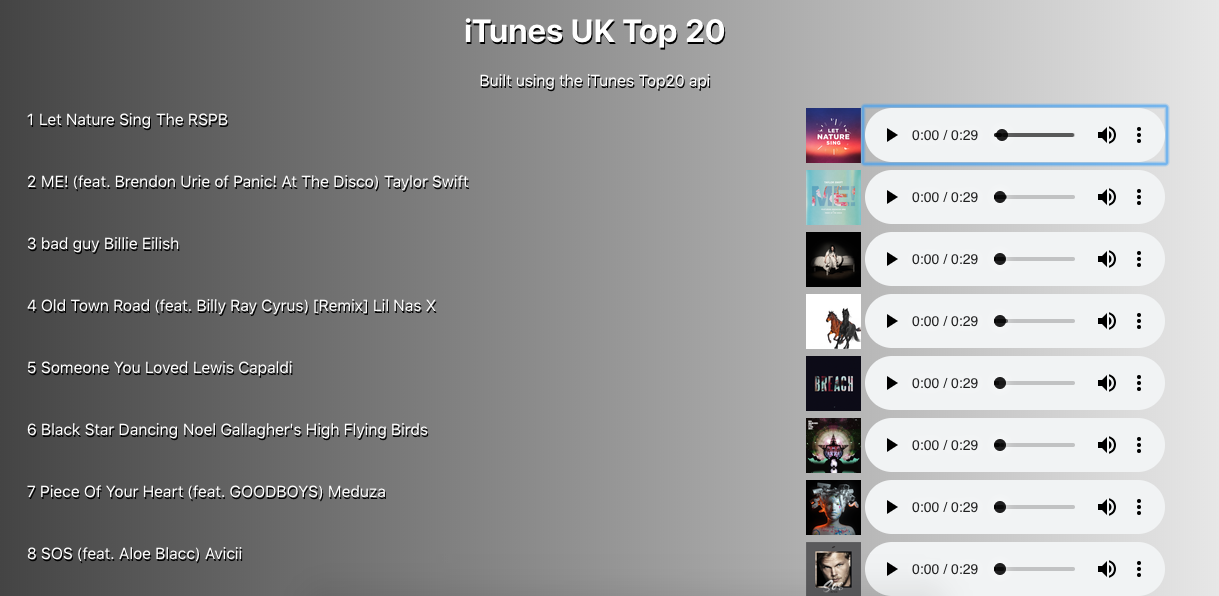 iTunes UK Top 20
Built using the iTunes Top20 api
1 Let Nature Sing The RSPB
LET
NATURE
SING
0:00 / 0:29
2 ME! (feat. Brendon Urie of Panic! At The Disco) Taylor Swift
ME!
0:00 / 0:29
3 bad guy Billie Eilish
0:00 / 0:29
4 Old Town Road (feat. Billy Ray Cyrus) [Remix] Lil Nas X
0:00 / 0:29
5 Someone You Loved Lewis Capaldi
BREACH
0:00 / 0:29
6 Black Star Dancing Noel Gallagher's High Flying Birds
0:00 / 0:29
7 Piece Of Your Heart (feat. GOODBOYS) Meduza
0:00 / 0:29
8 SOS (feat. Aloe Blacc) Avicii
0:00 / 0:29